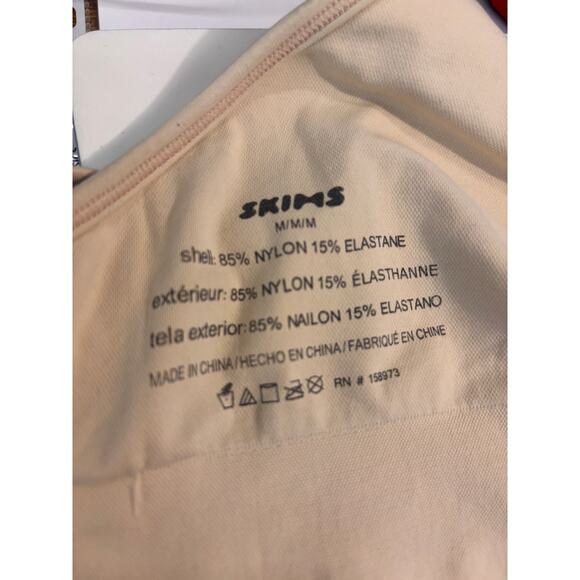 SKIMS
M/M/M
shell: 85% NYLON 15% ELASTANE
extérieur: 85% NYLON 15% ÉLASTHANNE
tela exterior: 85% NAILON 15% ELASTANO
MADE IN CHINA/HECHO EN CHINA/FABRIQUÉ EN CHINE
RN # 158973